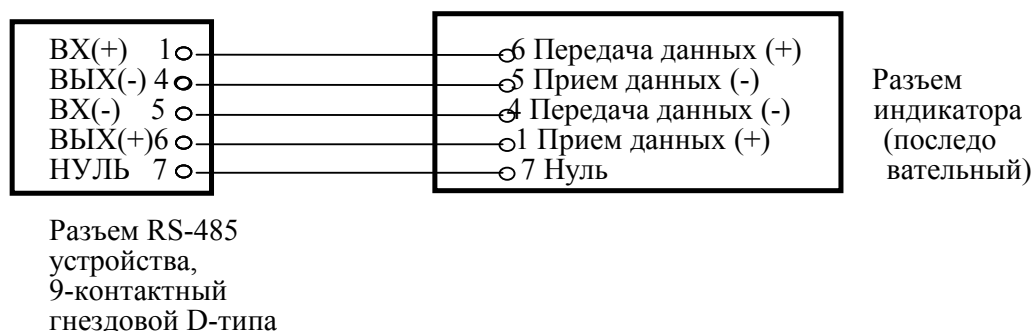 ВХ(+) 1
ВЫХ(-) 4
ВХ(-) 5
ВЫХ(+)6
НУЛЬ 7
6 Передача данных (+)
5 Прием данных (-)
4 Передача данных (-)
1 Прием данных (+)
7 Нуль
Разъем
индикатора
(последо
вательный)
Разъем RS-485
устройства,
9-контактный
гнездовой D-типа